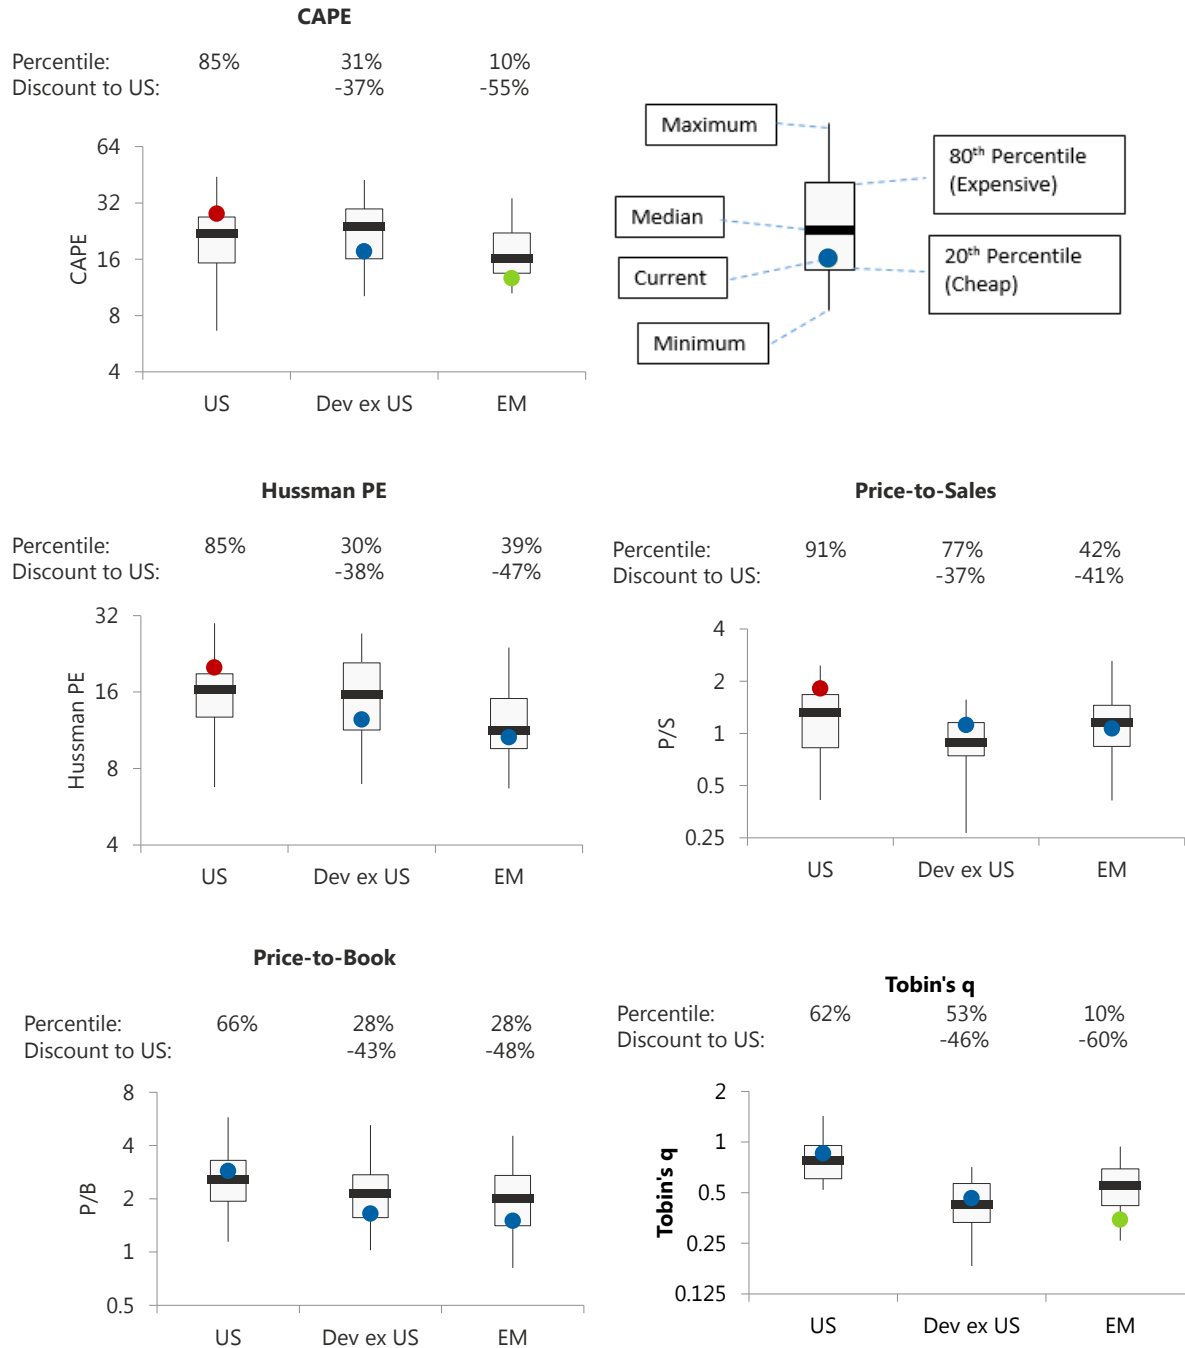 CAPE
Percentile: 85% 31% 10%
Discount to US: -37% -55%
64
32
16
8
4
CAPE
US Dev ex US EM
Maximum
80th Percentile
(Expensive)
Median
Current
20th Percentile
(Cheap)
Minimum
Hussman PE
Percentile: 85% 30% 39%
Discount to US: -38% -47%
32
16
8
4
Hussman PE
US Dev ex US EM
Price-to-Sales
Percentile: 91% 77% 42%
Discount to US: -37% -41%
4
2
1
0.5
0.25
P/S
US Dev ex US EM
Price-to-Book
Percentile: 66% 28% 28%
Discount to US: -43% -48%
8
4
2
1
0.5
P/B
US Dev ex US EM
Tobin's q
Percentile: 62% 53% 10%
Discount to US: -46% -60%
2
1
0.5
0.25
0.125
Tobin's q
US Dev ex US EM